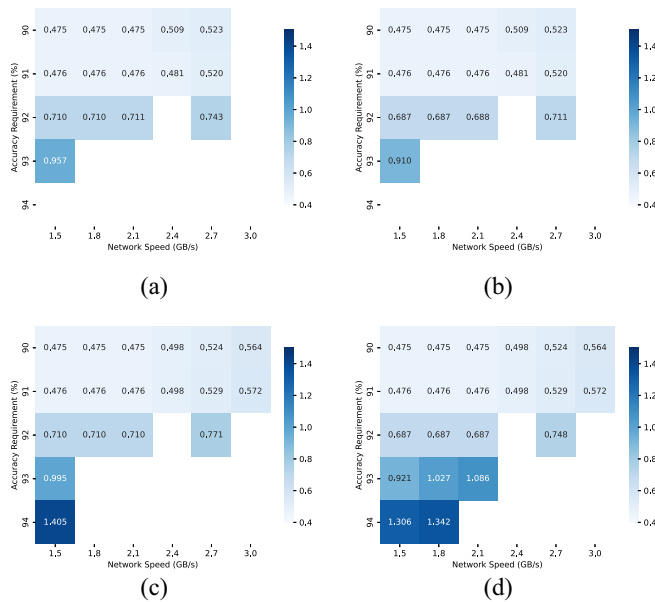 90 0.475 0.475 0.475 0.509 0.523
91 0.476 0.476 0.476 0.481 0.520
92 0.710 0.710 0.711 0.743
93 0.957
94
1.5 1.8 2.1 2.4 2.7 3.0
Network Speed (GB/s)
Accuracy Requirement (%)
1.4
1.2
1.0
0.8
0.6
0.4
(a)
90 0.475 0.475 0.475 0.509 0.523
91 0.476 0.476 0.476 0.481 0.520
92 0.687 0.687 0.688 0.711
93 0.910
94
1.5 1.8 2.1 2.4 2.7 3.0
Network Speed (GB/s)
Accuracy Requirement (%)
1.4
1.2
1.0
0.8
0.6
0.4
(b)
90 0.475 0.475 0.475 0.498 0.524 0.564
91 0.476 0.476 0.476 0.498 0.529 0.572
92 0.710 0.710 0.710 0.771
93 0.995
94 1.405
1.5 1.8 2.1 2.4 2.7 3.0
Network Speed (GB/s)
Accuracy Requirement (%)
1.4
1.2
1.0
0.8
0.6
0.4
(c)
90 0.475 0.475 0.475 0.498 0.524 0.564
91 0.476 0.476 0.476 0.498 0.529 0.572
92 0.687 0.687 0.687 0.748
93 0.921 1.027 1.086
94 1.306 1.342
1.5 1.8 2.1 2.4 2.7 3.0
Network Speed (GB/s)
Accuracy Requirement (%)
1.4
1.2
1.0
0.8
0.6
0.4
(d)